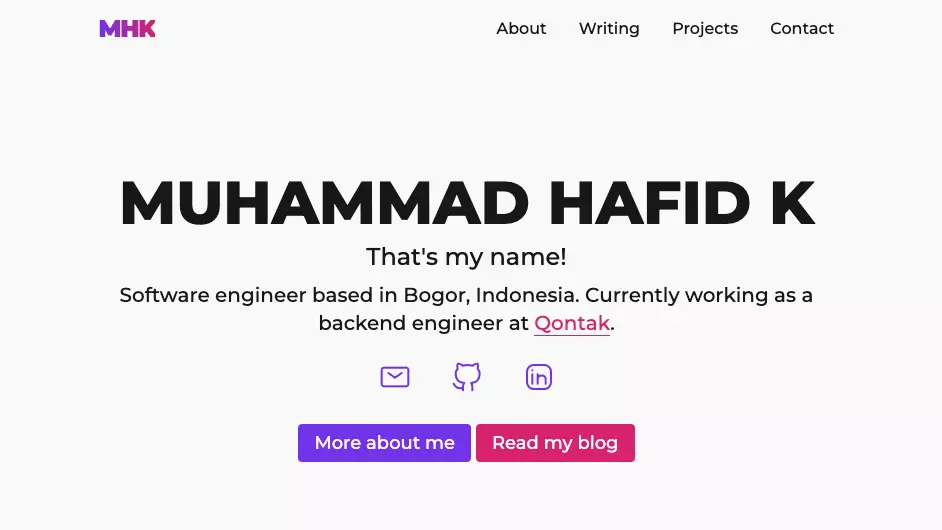 MHK
About
Writing
Projects
Contact
MUHAMMAD HAFID K
That's my name!
Software engineer based in Bogor, Indonesia. Currently working as a
backend engineer at Qontak.
in
More about me
Read my blog